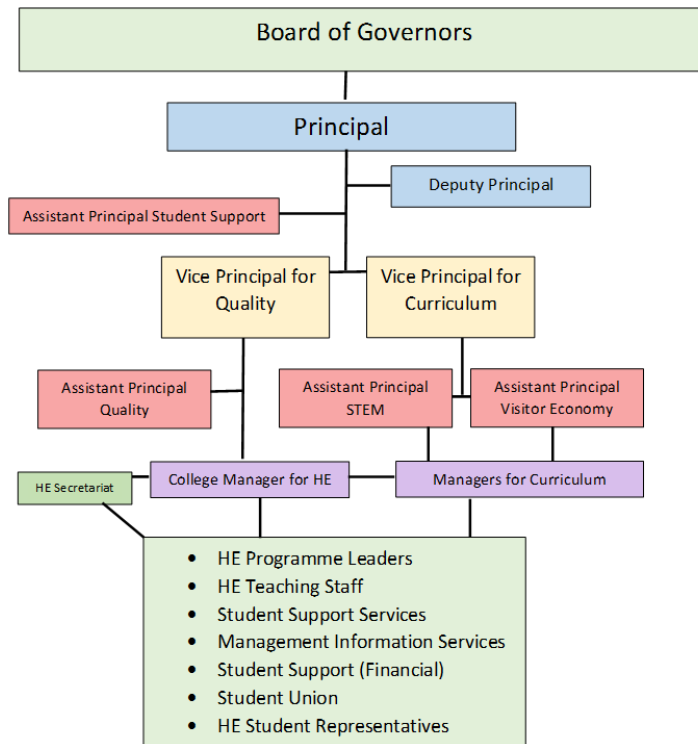 Board of Governors
Principal
Deputy Principal
Assistant Principal Student Support
Vice Principal for
Quality
Vice Principal for
Curriculum
Assistant Principal
Quality
Assistant Principal
STEM
Assistant Principal
Visitor Economy
HE Secretariat
College Manager for HE
Managers for Curriculum
• HE Programme Leaders
• HE Teaching Staff
• Student Support Services
• Management Information Services
• Student Support (Financial)
• Student Union
• HE Student Representatives